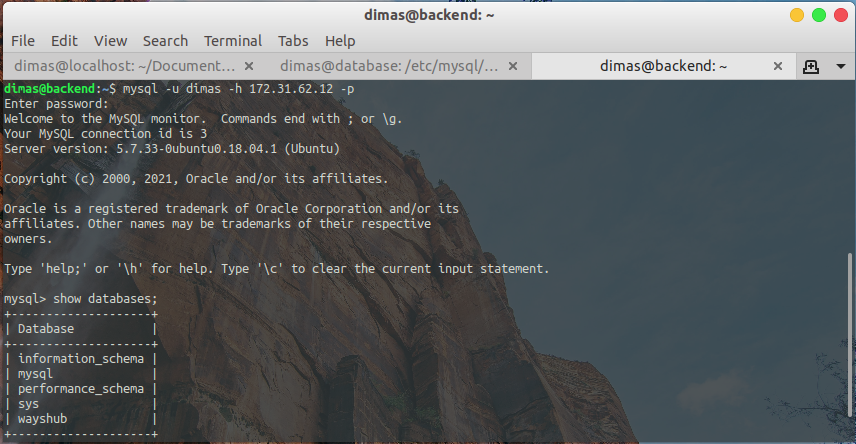 dimas@backend: ~
File Edit View Search Terminal Tabs Help
dimas@localhost: ~/Document... × dimas@database: /etc/mysql/... × dimas@backend: ~ ×
dimas@backend:~$ mysql -u dimas -h 172.31.62.12 -p
Enter password:
Welcome to the MySQL monitor.  Commands end with ; or \g.
Your MySQL connection id is 3
Server version: 5.7.33-0ubuntu0.18.04.1 (Ubuntu)
Copyright (c) 2000, 2021, Oracle and/or its affiliates.
Oracle is a registered trademark of Oracle Corporation and/or its
affiliates. Other names may be trademarks of their respective
owners.
Type 'help;' or '\h' for help. Type '\c' to clear the current input statement.
mysql> show databases;
+--------------------+
| Database           |
+--------------------+
| information_schema |
| mysql              |
| performance_schema |
| sys                |
| wayshub            |
+--------------------+